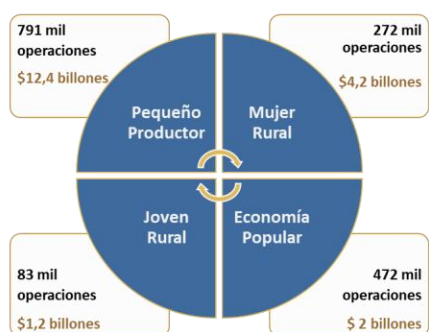 791 mil
operaciones
$12,4 billones
272 mil
operaciones
$4,2 billones
Pequeño
Productor
Mujer
Rural
Joven
Rural
Economía
Popular
83 mil
operaciones
$1,2 billones
472 mil
operaciones
$ 2 billones